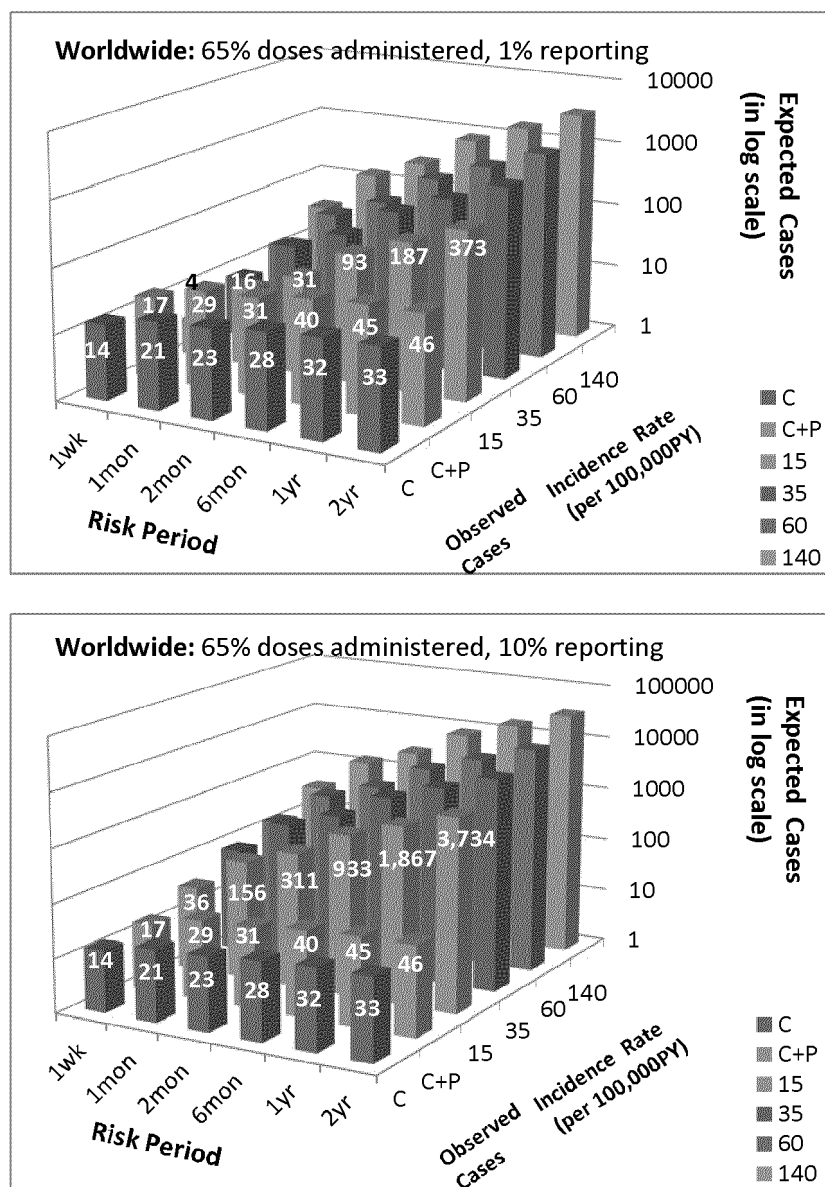 Worldwide: 65% doses administered, 1% reporting
10000
1000
100
10
1
Expected Cases
(in log scale)
4 16 31 93 187 373
17 29 31 40 45 46
14 21 23 28 32 33
1wk 1mon 2mon 6mon 1yr 2yr
Risk Period
C C+P 15 35 60 140
Observed Cases
Incidence Rate
(per 100,000PY)
C
C+P
15
35
60
140
Worldwide: 65% doses administered, 10% reporting
100000
10000
1000
100
10
1
Expected Cases
(in log scale)
36 156 311 933 1,867 3,734
17 29 31 40 45 46
14 21 23 28 32 33
1wk 1mon 2mon 6mon 1yr 2yr
Risk Period
C C+P 15 35 60 140
Observed Cases
Incidence Rate
(per 100,000PY)
C
C+P
15
35
60
140